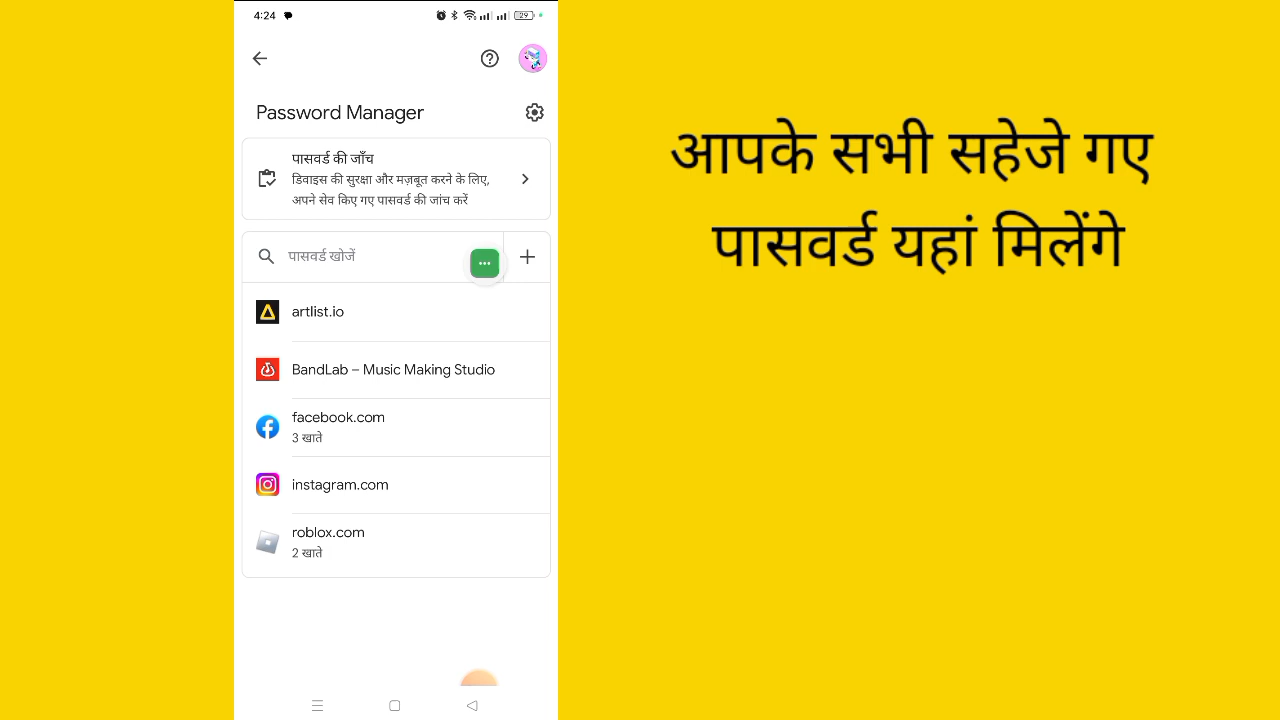 4:24
29
Password Manager
पासवर्ड की जाँच
डिवाइस की सुरक्षा और मज़बूत करने के लिए,
अपने सेव किए गए पासवर्ड की जांच करें
पासवर्ड खोजें
artlist.io
BandLab – Music Making Studio
facebook.com
3 खाते
instagram.com
roblox.com
2 खाते
आपके सभी सहेजे गए
पासवर्ड यहां मिलेंगे